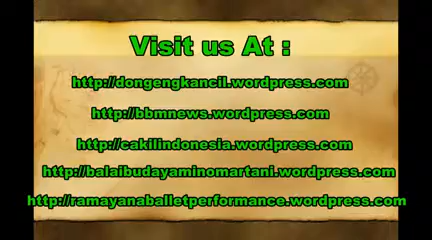 Visit us At :
http://dongengkancil.wordpress.com
http://bbmnews.wordpress.com
http://cakilindonesia.wordpress.com
http://balaibudayaminomartani.wordpress.com
http://ramayanaballetperformance.wordpress.com